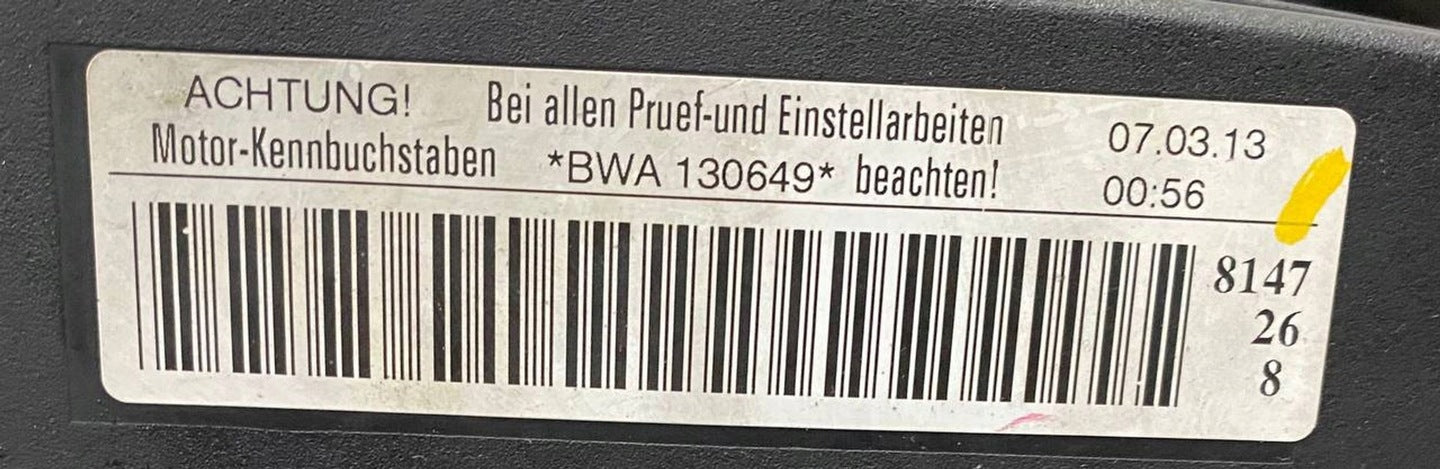 ACHTUNG! Bei allen Pruef-und Einstellarbeiten 07.03.13
Motor-Kennbuchstaben *BWA 130649* beachten! 00:56
8147
26
8